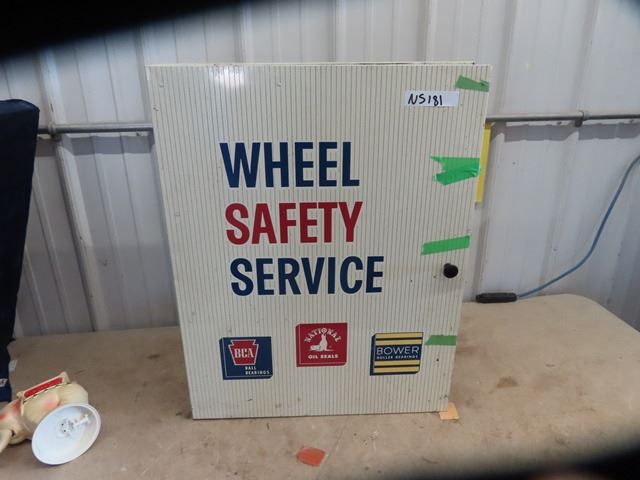 NS181
WHEEL
SAFETY
SERVICE
BCA
BALL
BEARINGS
NATIONAL
OIL SEALS
BOWER
ROLLER BEARINGS